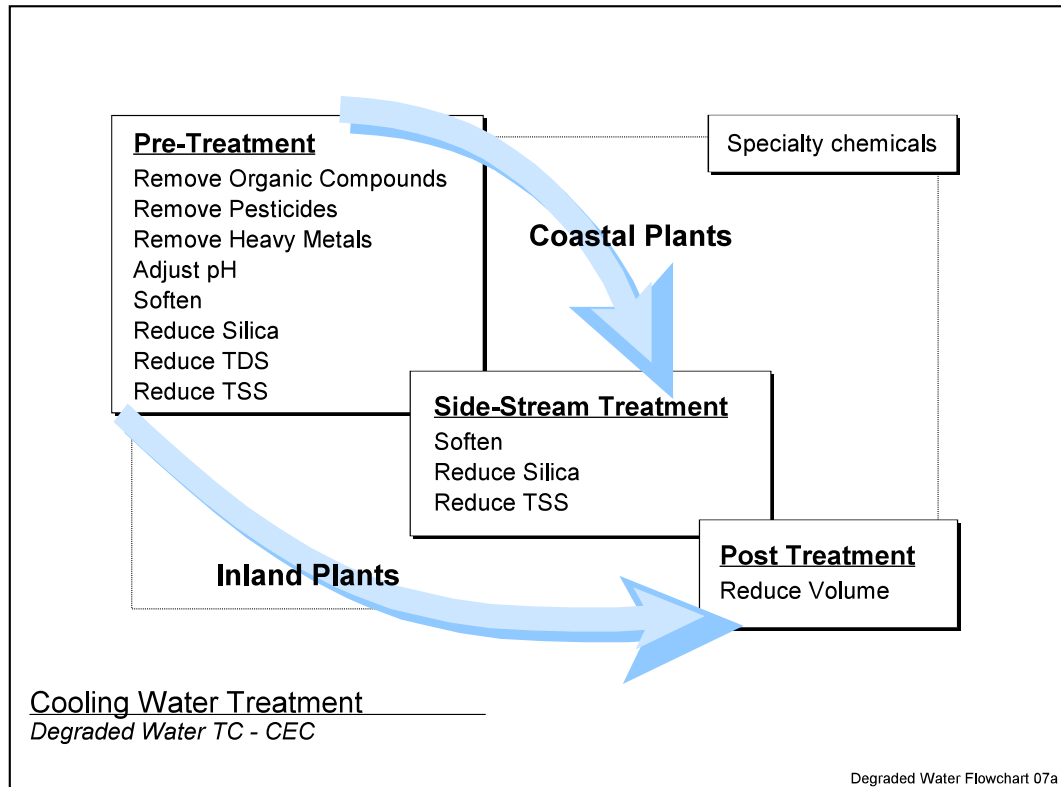 Pre-Treatment
Remove Organic Compounds
Remove Pesticides
Remove Heavy Metals
Adjust pH
Soften
Reduce Silica
Reduce TDS
Reduce TSS
Specialty chemicals
Coastal Plants
Side-Stream Treatment
Soften
Reduce Silica
Reduce TSS
Inland Plants
Post Treatment
Reduce Volume
Cooling Water Treatment
Degraded Water TC - CEC
Degraded Water Flowchart 07a